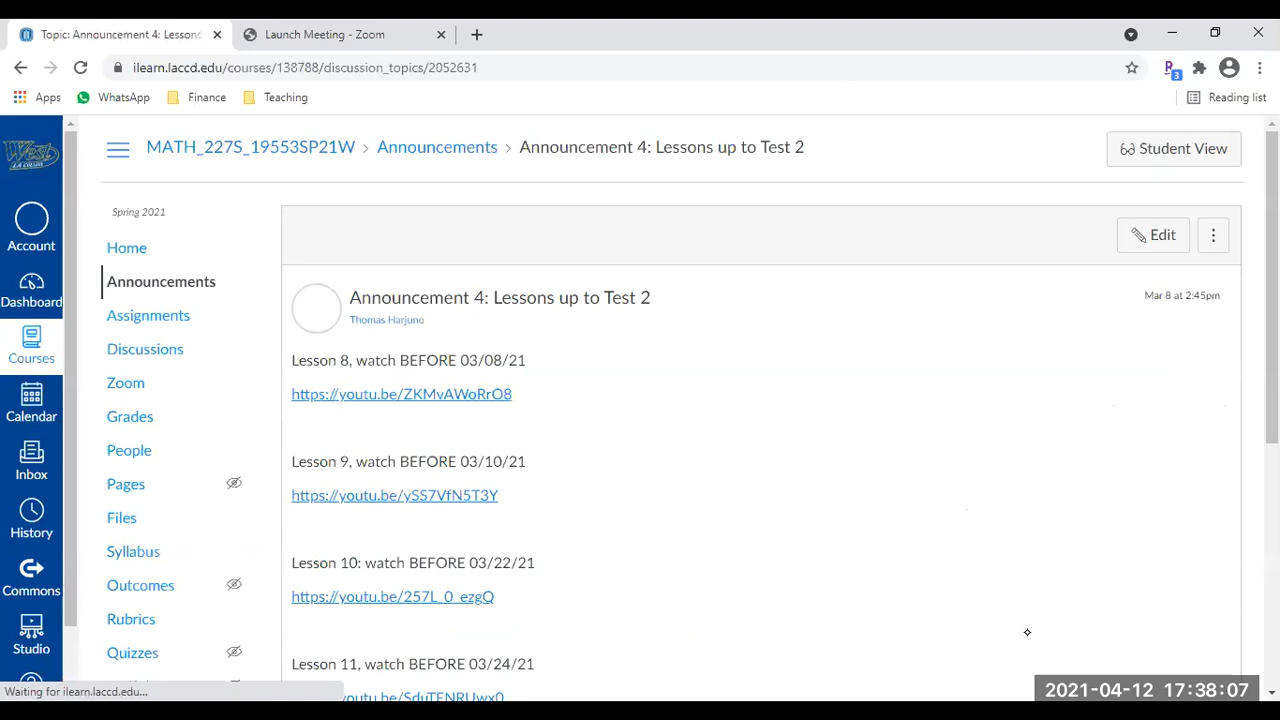 Topic: Announcement 4: Lessons
Launch Meeting - Zoom
ilearn.laccd.edu/courses/138788/discussion_topics/2052631
3
Apps
WhatsApp
Finance
Teaching
Reading list
West
MATH_227S_19553SP21W
Announcements
Announcement 4: Lessons up to Test 2
Student View
Spring 2021
Account
Dashboard
Courses
Calendar
Inbox
History
Commons
Studio
Home
Announcements
Assignments
Discussions
Zoom
Grades
People
Pages
Files
Syllabus
Outcomes
Rubrics
Quizzes
Edit
Announcement 4: Lessons up to Test 2
Mar 8 at 2:45pm
Thomas Harjuno
Lesson 8, watch BEFORE 03/08/21
https://youtu.be/ZKMvAWoRrO8
Lesson 9, watch BEFORE 03/10/21
https://youtu.be/ySS7VfN5T3Y
Lesson 10: watch BEFORE 03/22/21
https://youtu.be/257L_0_ezgQ
Lesson 11, watch BEFORE 03/24/21
Waiting for ilearn.laccd.edu...
2021-04-12 17:38:07